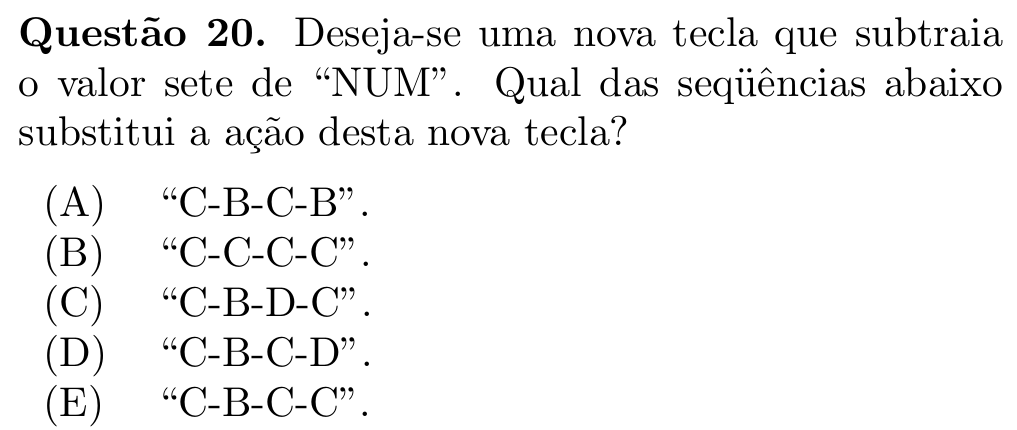 Questão 20. Deseja-se uma nova tecla que subtraia
o valor sete de “NUM”. Qual das seqüências abaixo
substitui a ação desta nova tecla?
(A) “C-B-C-B”.
(B) “C-C-C-C”.
(C) “C-B-D-C”.
(D) “C-B-C-D”.
(E) “C-B-C-C”.